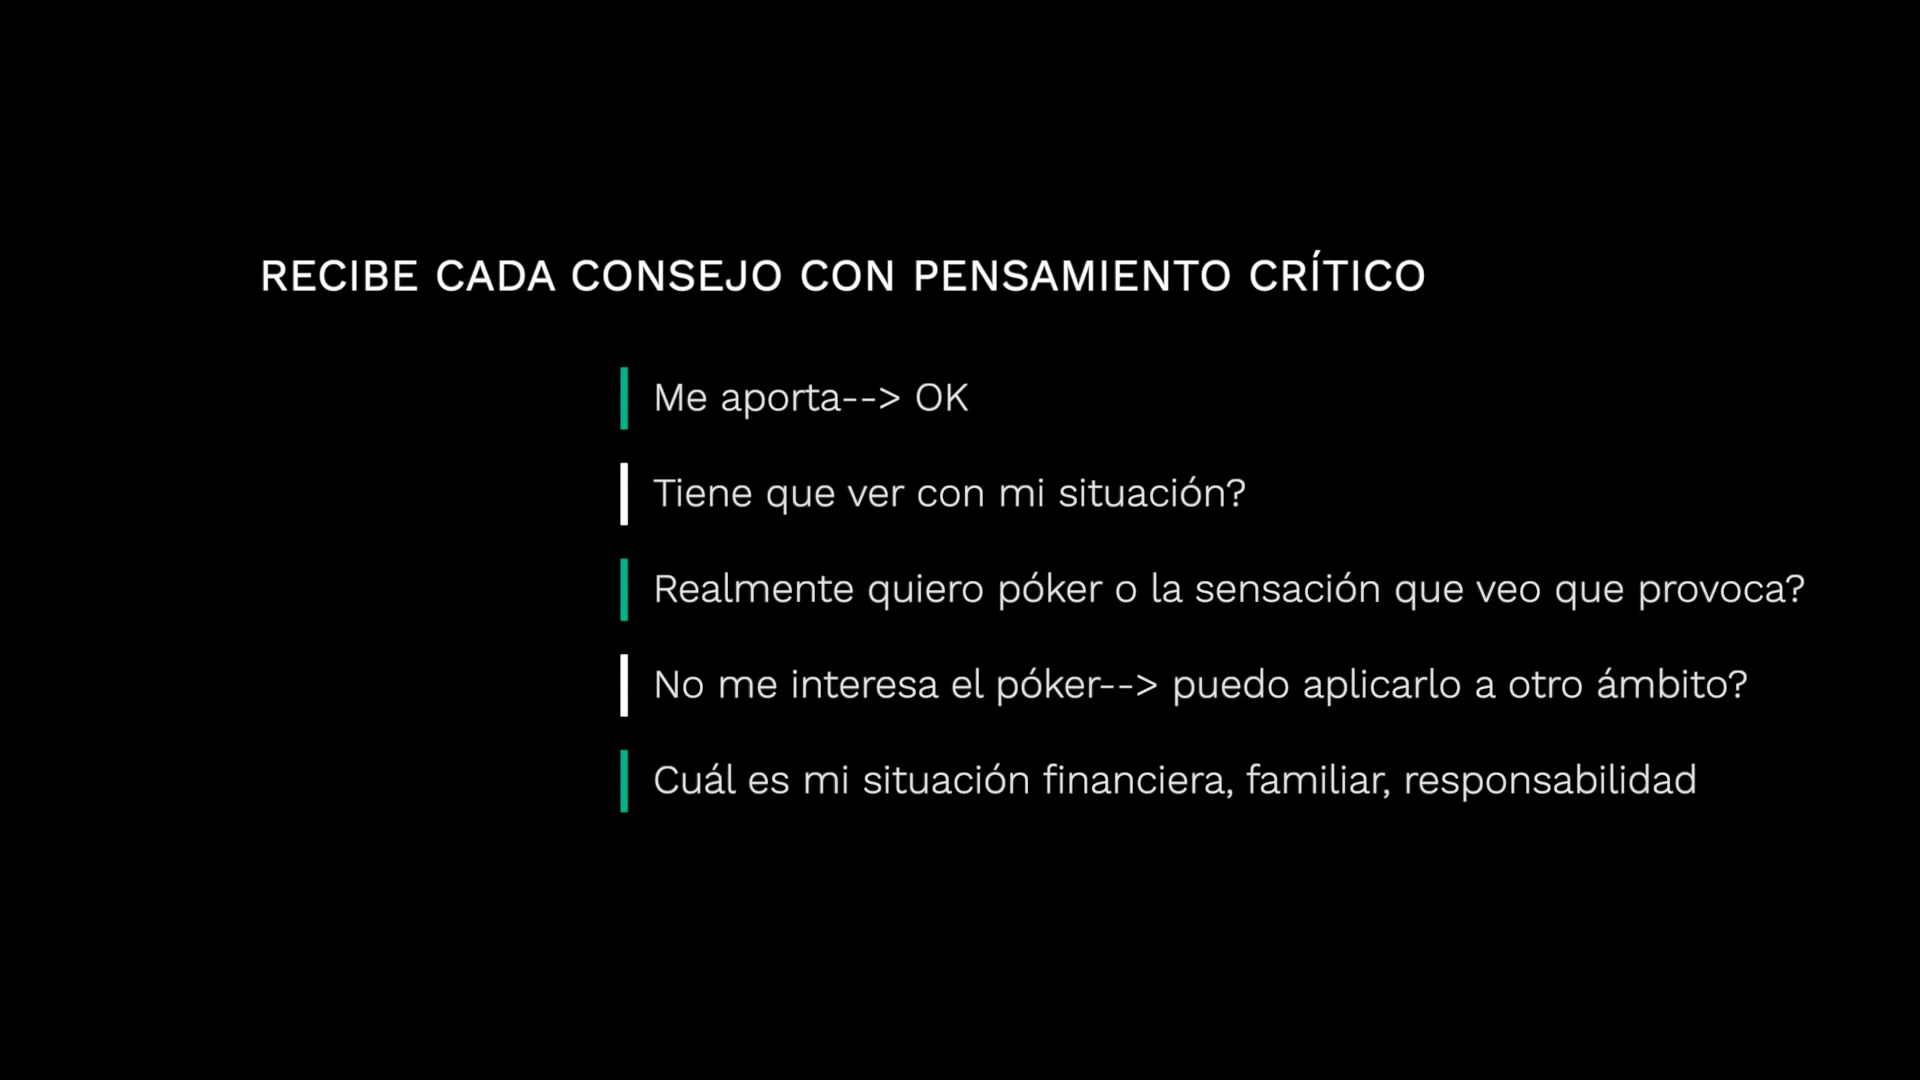 RECIBE CADA CONSEJO CON PENSAMIENTO CRÍTICO
Me aporta--> OK
Tiene que ver con mi situación?
Realmente quiero póker o la sensación que veo que provoca?
No me interesa el póker--> puedo aplicarlo a otro ámbito?
Cuál es mi situación financiera, familiar, responsabilidad